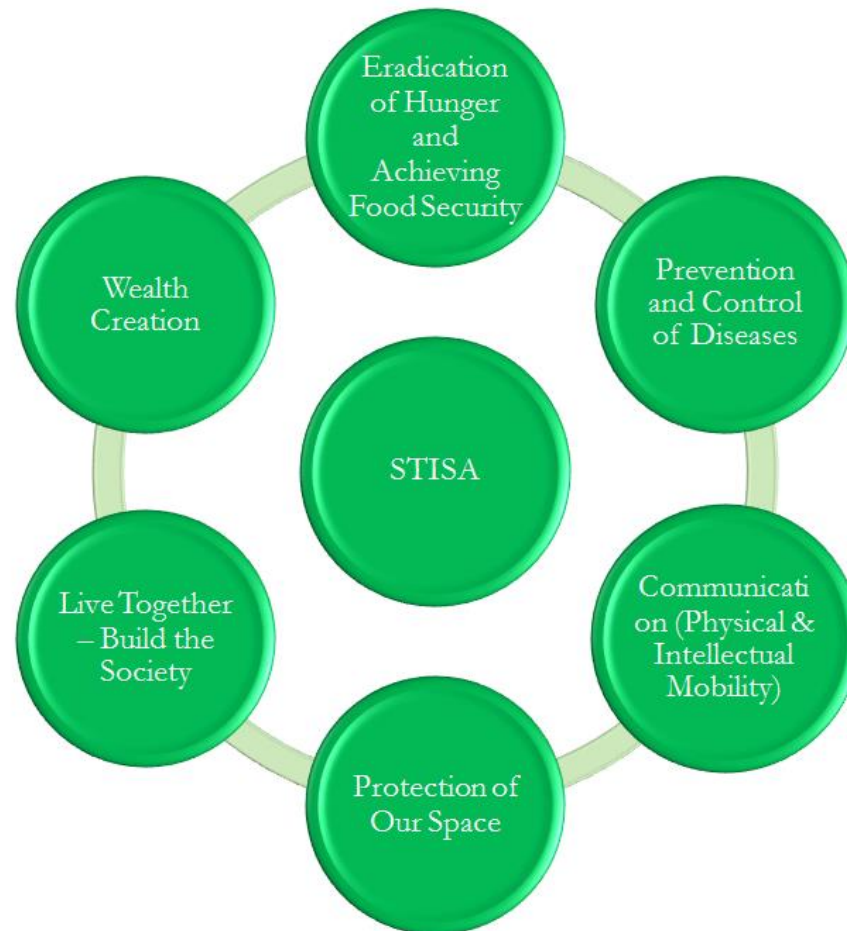 Eradication
of Hunger
and
Achieving
Food Security
Prevention
and Control
of Diseases
Communicati
on (Physical &
Intellectual
Mobility)
Protection of
Our Space
Live Together
– Build the
Society
Wealth
Creation
STISA